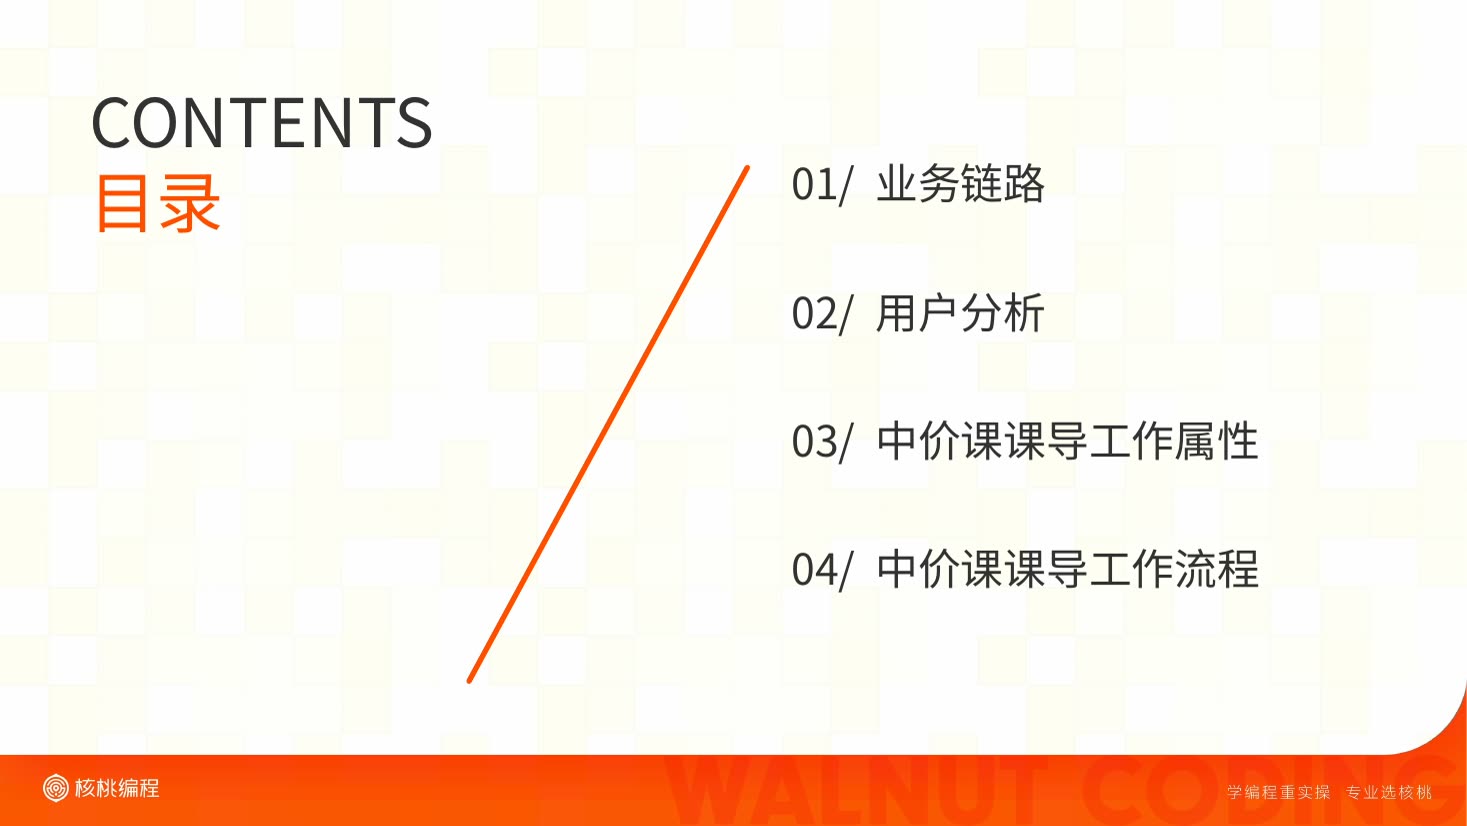 CONTENTS
目录
01/ 业务链路
02/ 用户分析
03/ 中价课课导工作属性
04/ 中价课课导工作流程
WALNUT CODING
核桃编程
学编程重实操 专业选核桃